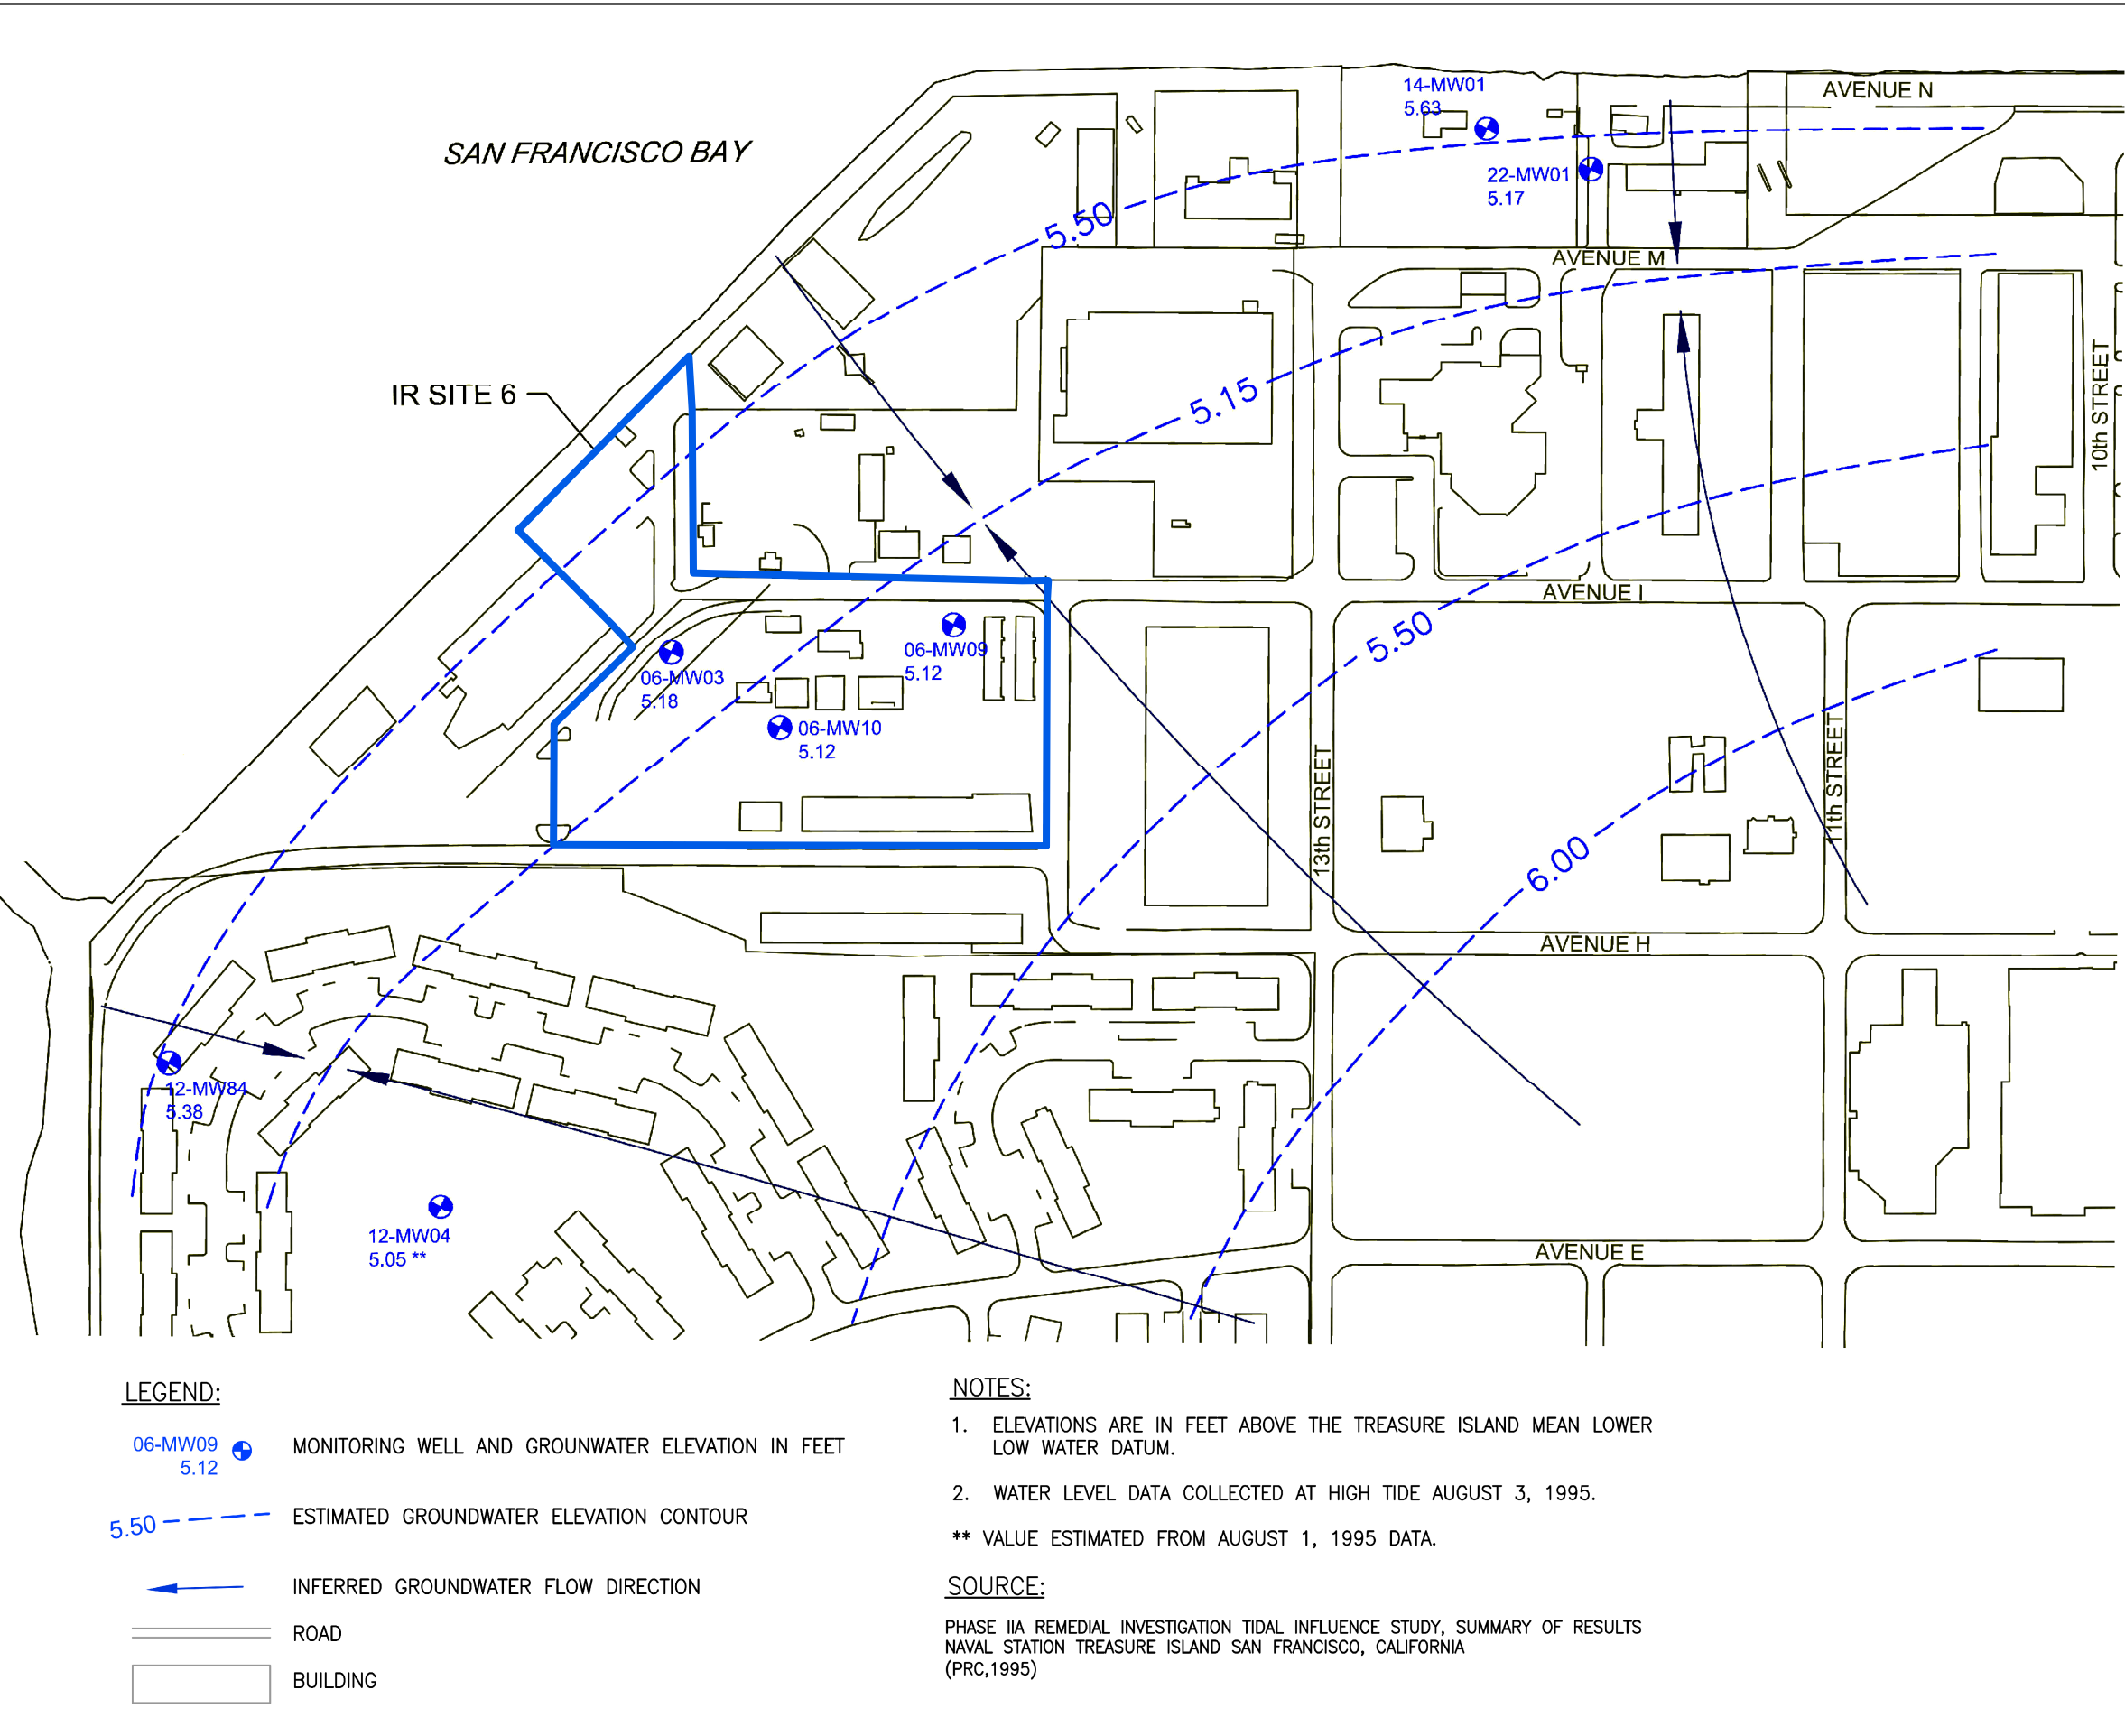 AVENUE N
14-MW01
5.63
SAN FRANCISCO BAY
22-MW01
5.17
5.50
AVENUE M
IR SITE 6
5.15
10th STREET
AVENUE I
5.50
06-MW09
5.12
06-MW03
5.18
06-MW10
5.12
13th STREET
11th STREET
6.00
AVENUE H
12-MW84
5.38
12-MW04
5.05 **
AVENUE E
LEGEND:
06-MW09
5.12
MONITORING WELL AND GROUNWATER ELEVATION IN FEET
5.50
ESTIMATED GROUNDWATER ELEVATION CONTOUR
INFERRED GROUNDWATER FLOW DIRECTION
ROAD
BUILDING
NOTES:
1. ELEVATIONS ARE IN FEET ABOVE THE TREASURE ISLAND MEAN LOWER
LOW WATER DATUM.
2. WATER LEVEL DATA COLLECTED AT HIGH TIDE AUGUST 3, 1995.
** VALUE ESTIMATED FROM AUGUST 1, 1995 DATA.
SOURCE:
PHASE IIA REMEDIAL INVESTIGATION TIDAL INFLUENCE STUDY, SUMMARY OF RESULTS
NAVAL STATION TREASURE ISLAND SAN FRANCISCO, CALIFORNIA
(PRC,1995)